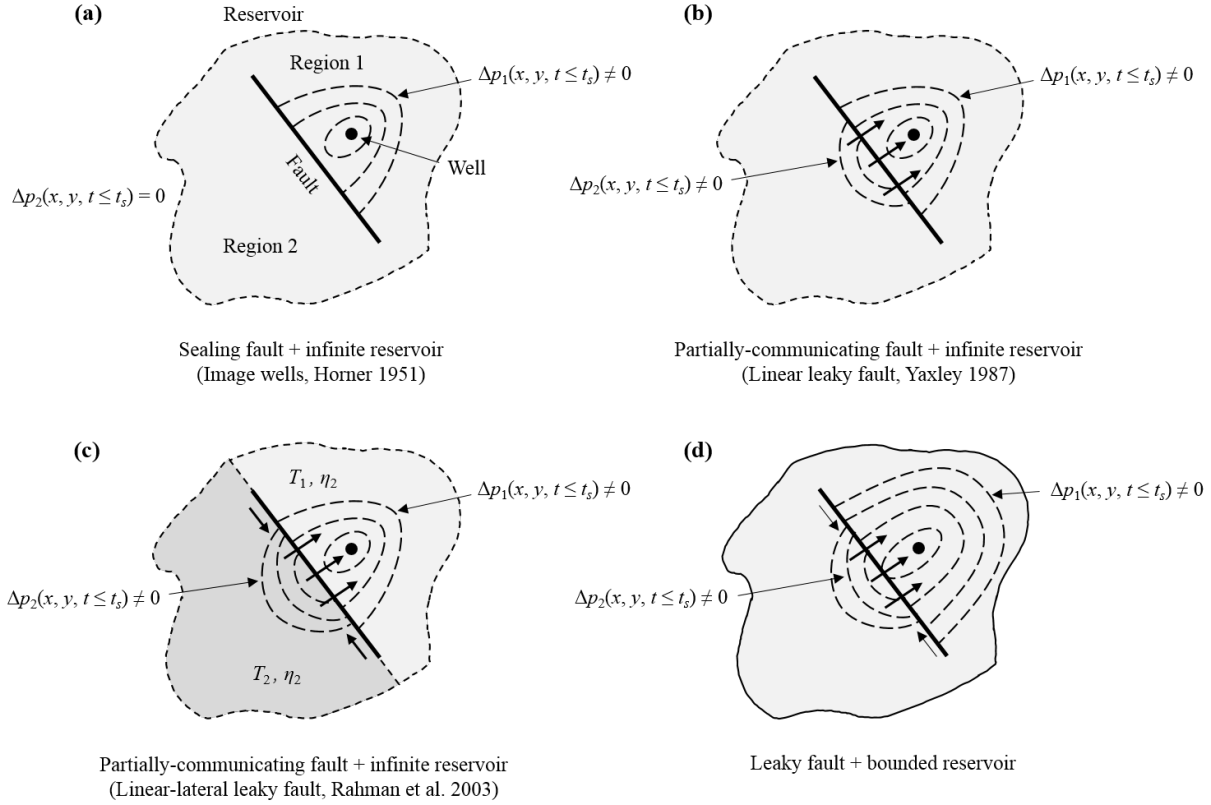 (a)
Reservoir
Region 1
Δp₁(x, y, t ≤ tₛ) ≠ 0
Fault
Well
Δp₂(x, y, t ≤ tₛ) = 0
Region 2
Sealing fault + infinite reservoir
(Image wells, Horner 1951)
(b)
Δp₁(x, y, t ≤ tₛ) ≠ 0
Δp₂(x, y, t ≤ tₛ) ≠ 0
Partially-communicating fault + infinite reservoir
(Linear leaky fault, Yaxley 1987)
(c)
T₁, η₂
Δp₁(x, y, t ≤ tₛ) ≠ 0
Δp₂(x, y, t ≤ tₛ) ≠ 0
T₂, η₂
Partially-communicating fault + infinite reservoir
(Linear-lateral leaky fault, Rahman et al. 2003)
(d)
Δp₁(x, y, t ≤ tₛ) ≠ 0
Δp₂(x, y, t ≤ tₛ) ≠ 0
Leaky fault + bounded reservoir